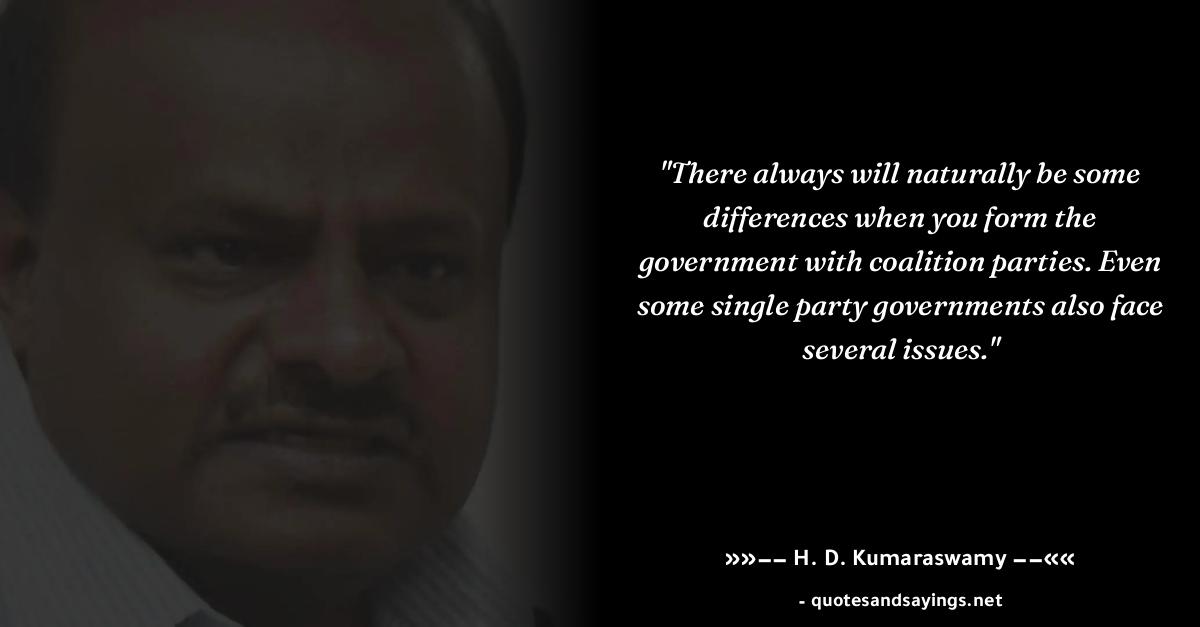 "There always will naturally be some
differences when you form the
government with coalition parties. Even
some single party governments also face
several issues."
»»−− H. D. Kumaraswamy −−««
- quotesandsayings.net